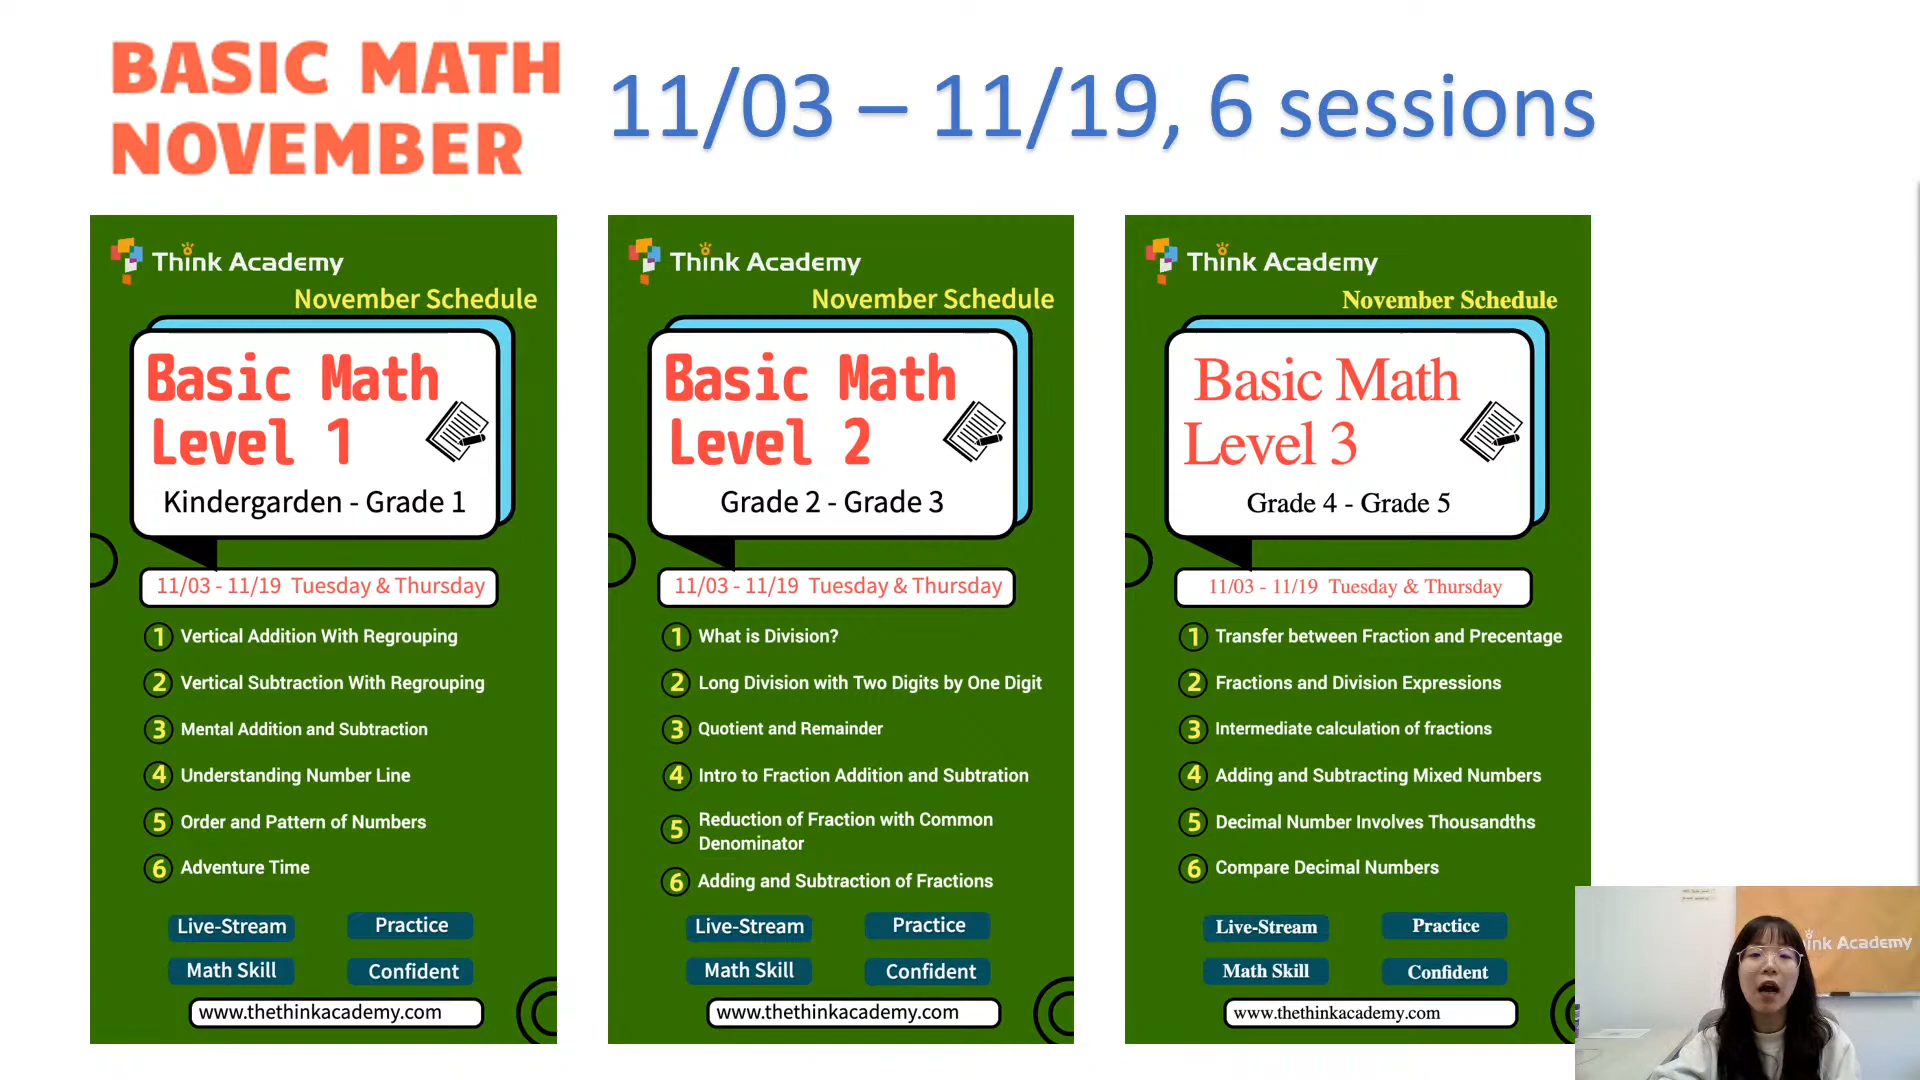 BASIC MATH
NOVEMBER
11/03 – 11/19, 6 sessions
Think Academy
November Schedule
Basic Math
Level 1
Kindergarden - Grade 1
11/03 - 11/19 Tuesday & Thursday
1 Vertical Addition With Regrouping
2 Vertical Subtraction With Regrouping
3 Mental Addition and Subtraction
4 Understanding Number Line
5 Order and Pattern of Numbers
6 Adventure Time
Live-Stream
Practice
Math Skill
Confident
www.thethinkacademy.com
Think Academy
November Schedule
Basic Math
Level 2
Grade 2 - Grade 3
11/03 - 11/19 Tuesday & Thursday
1 What is Division?
2 Long Division with Two Digits by One Digit
3 Quotient and Remainder
4 Intro to Fraction Addition and Subtration
5 Reduction of Fraction with Common
Denominator
6 Adding and Subtraction of Fractions
Live-Stream
Practice
Math Skill
Confident
www.thethinkacademy.com
Think Academy
November Schedule
Basic Math
Level 3
Grade 4 - Grade 5
11/03 - 11/19 Tuesday & Thursday
1 Transfer between Fraction and Precentage
2 Fractions and Division Expressions
3 Intermediate calculation of fractions
4 Adding and Subtracting Mixed Numbers
5 Decimal Number Involves Thousandths
6 Compare Decimal Numbers
Live-Stream
Practice
Math Skill
Confident
www.thethinkacademy.com
ink Academy